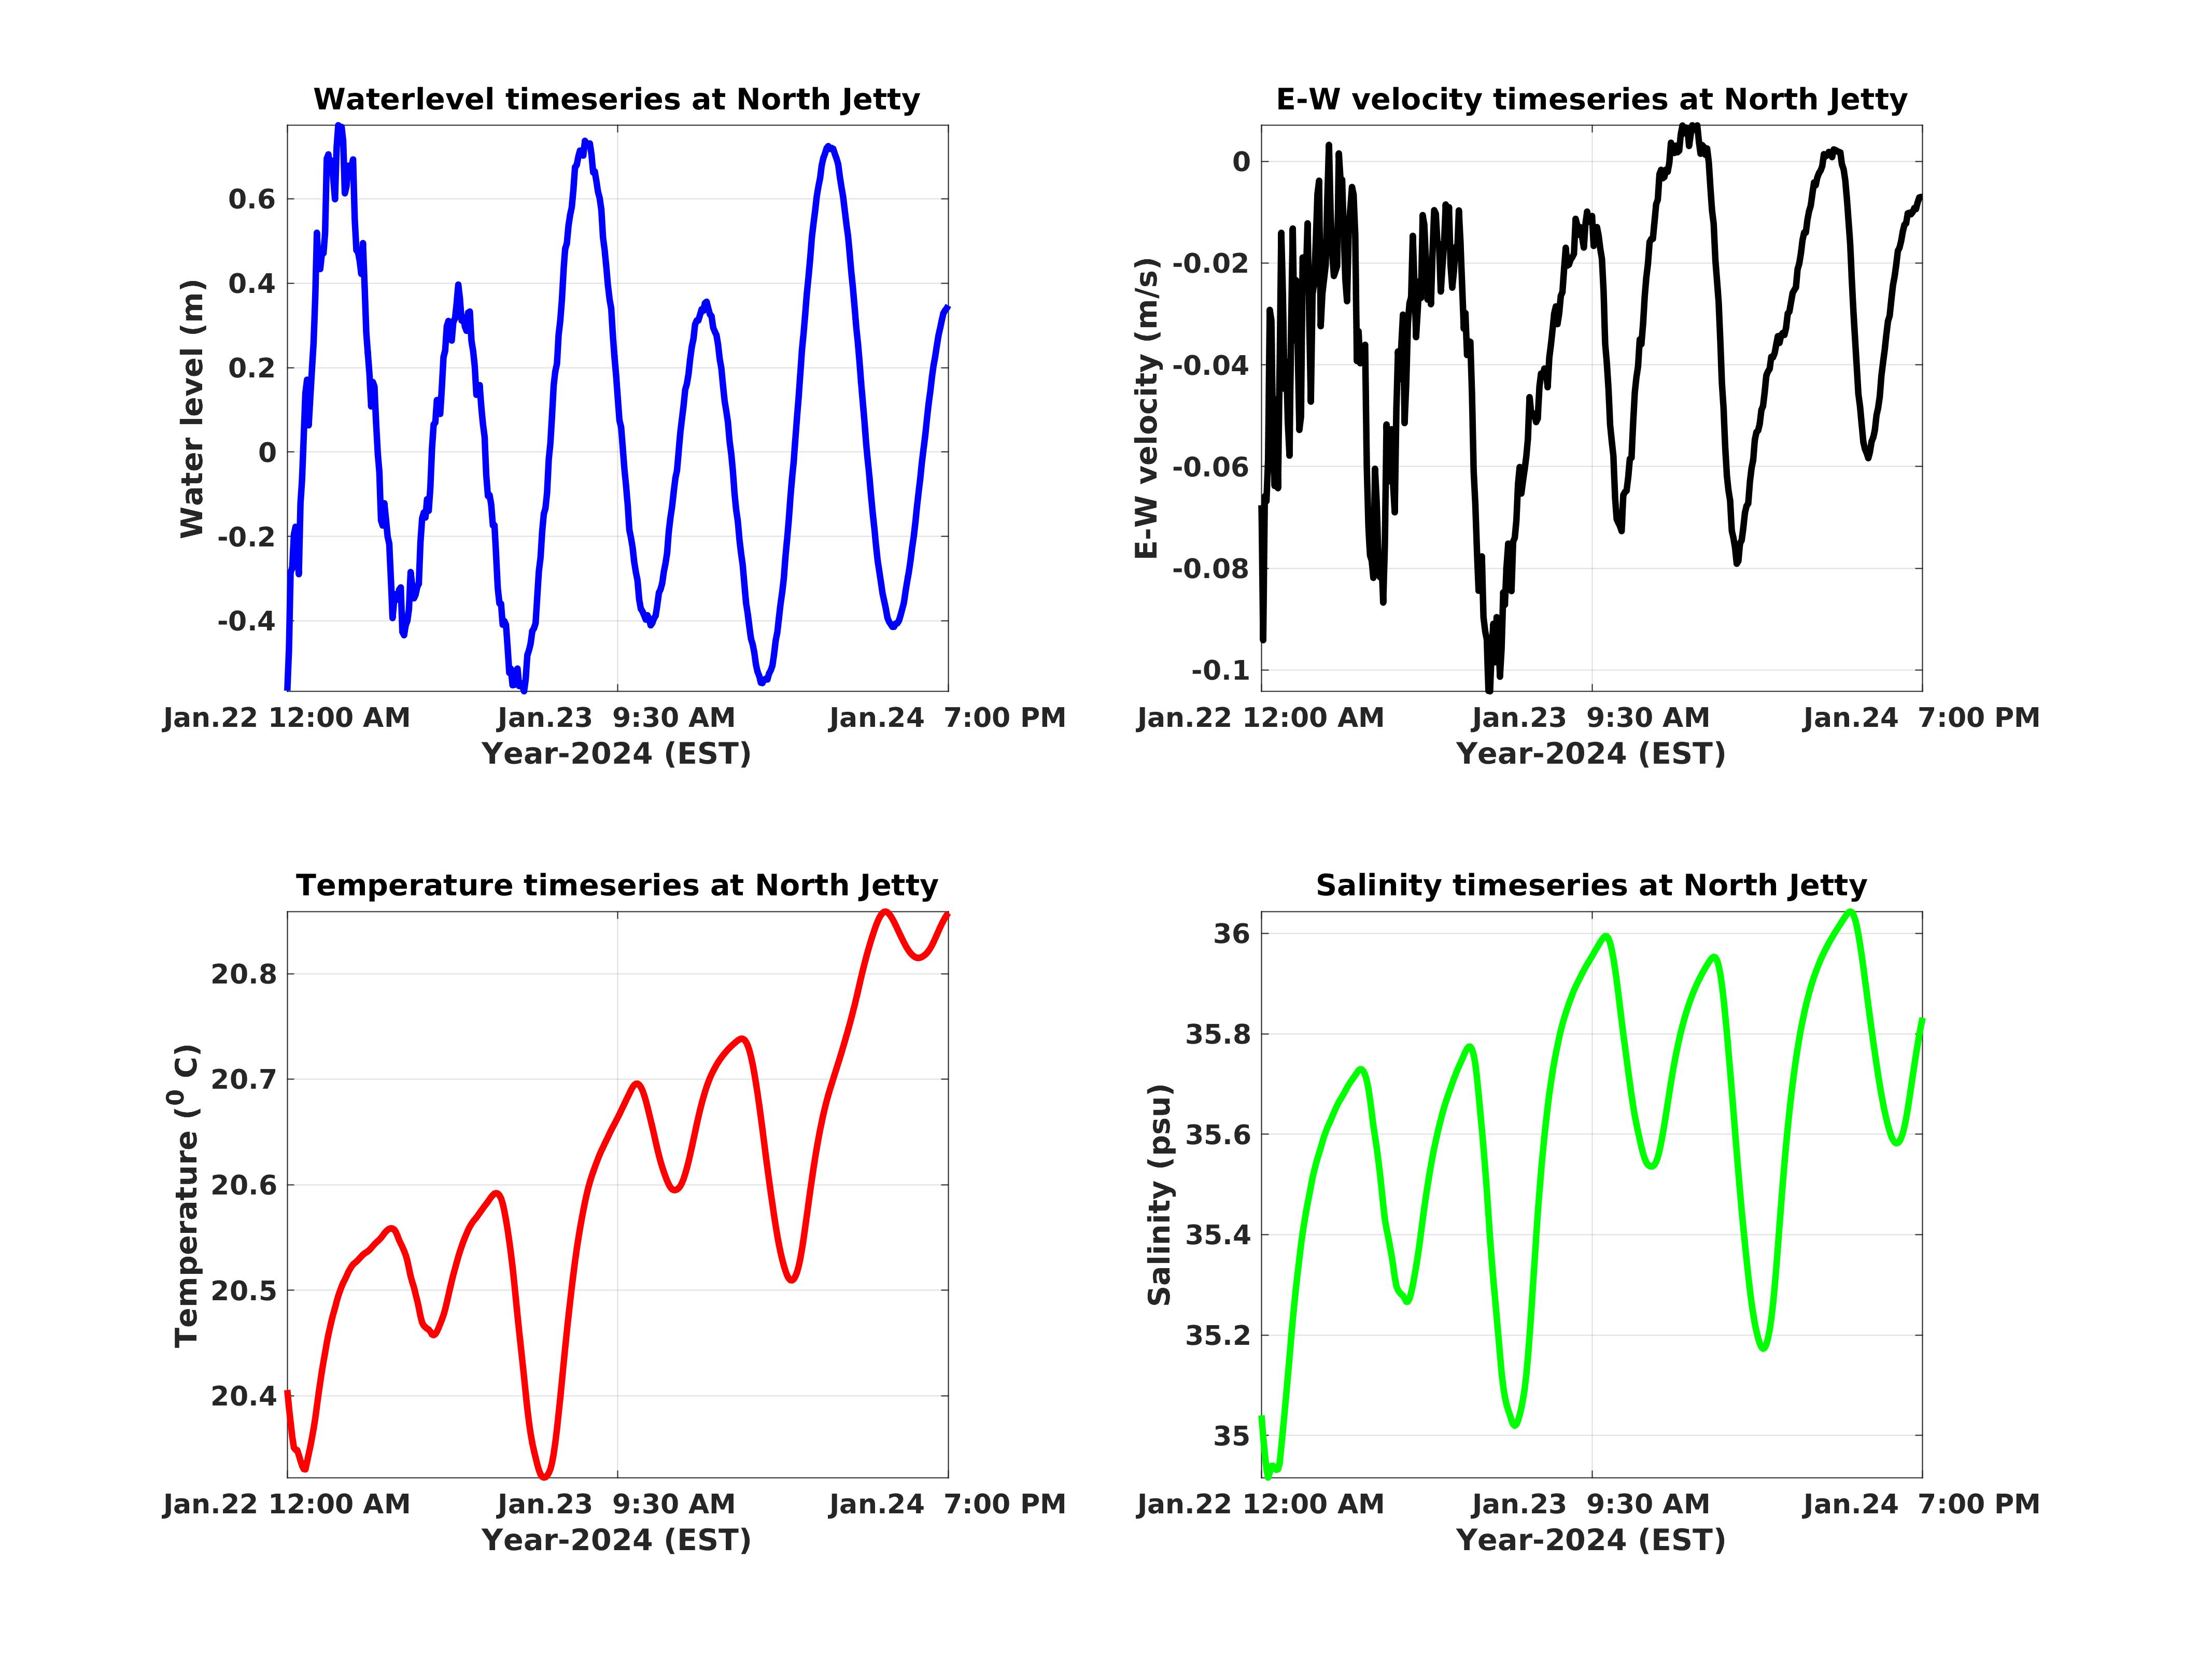 Waterlevel timeseries at North Jetty
0.6
0.4
0.2
0
-0.2
-0.4
Water level (m)
Jan.22 12:00 AM Jan.23 9:30 AM Jan.24 7:00 PM
Year-2024 (EST)
E-W velocity timeseries at North Jetty
0
-0.02
-0.04
-0.06
-0.08
-0.1
E-W velocity (m/s)
Jan.22 12:00 AM Jan.23 9:30 AM Jan.24 7:00 PM
Year-2024 (EST)
Temperature timeseries at North Jetty
20.8
20.7
20.6
20.5
20.4
Temperature (⁰ C)
Jan.22 12:00 AM Jan.23 9:30 AM Jan.24 7:00 PM
Year-2024 (EST)
Salinity timeseries at North Jetty
36
35.8
35.6
35.4
35.2
35
Salinity (psu)
Jan.22 12:00 AM Jan.23 9:30 AM Jan.24 7:00 PM
Year-2024 (EST)